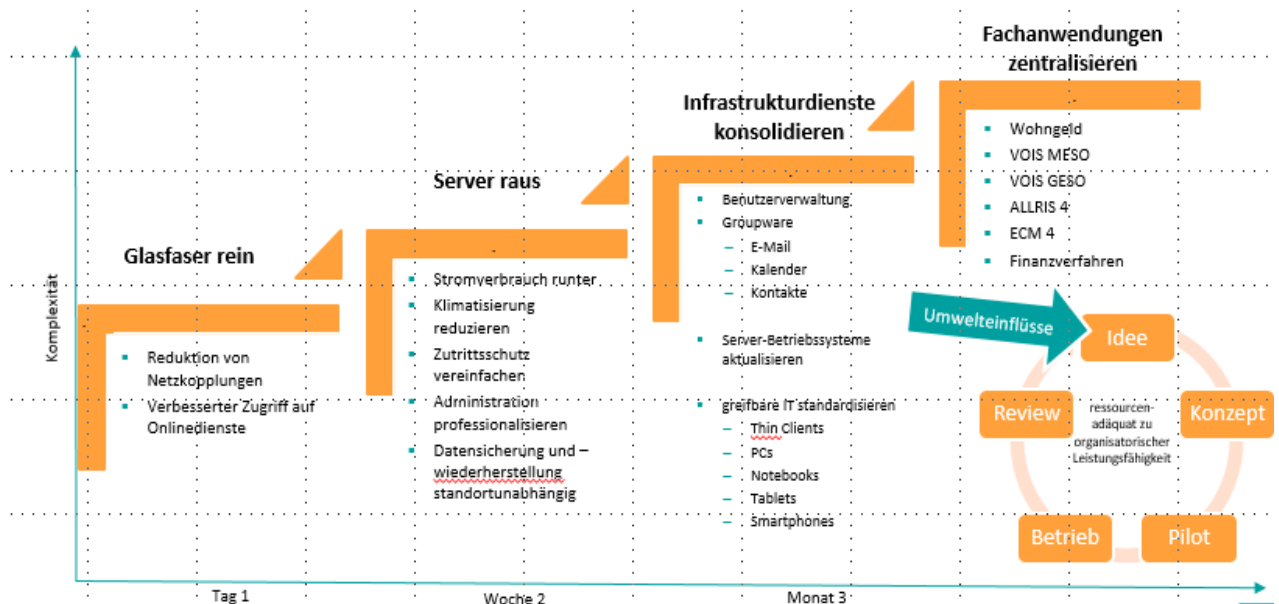 Komplexität
Glasfaser rein
Reduktion von
Netzkopplungen
Verbesserter Zugriff auf
Onlinedienste
Server raus
Stromverbrauch runter
Klimatisierung
reduzieren
Zutrittsschutz
vereinfachen
Administration
professionalisieren
Datensicherung und –
wiederherstellung
standortunabhängig
Infrastrukturdienste
konsolidieren
Benutzerverwaltung
Groupware
– E-Mail
– Kalender
– Kontakte
Server-Betriebssysteme
aktualisieren
greifbare IT standardisieren
– Thin Clients
– PCs
– Notebooks
– Tablets
– Smartphones
Fachanwendungen
zentralisieren
Wohngeld
VOIS MESO
VOIS GESO
ALLRIS 4
ECM 4
Finanzverfahren
Umwelteinflüsse
Idee
Konzept
Pilot
Betrieb
Review
ressourcen-
adäquat zu
organisatorischer
Leistungsfähigkeit
Tag 1
Woche 2
Monat 3